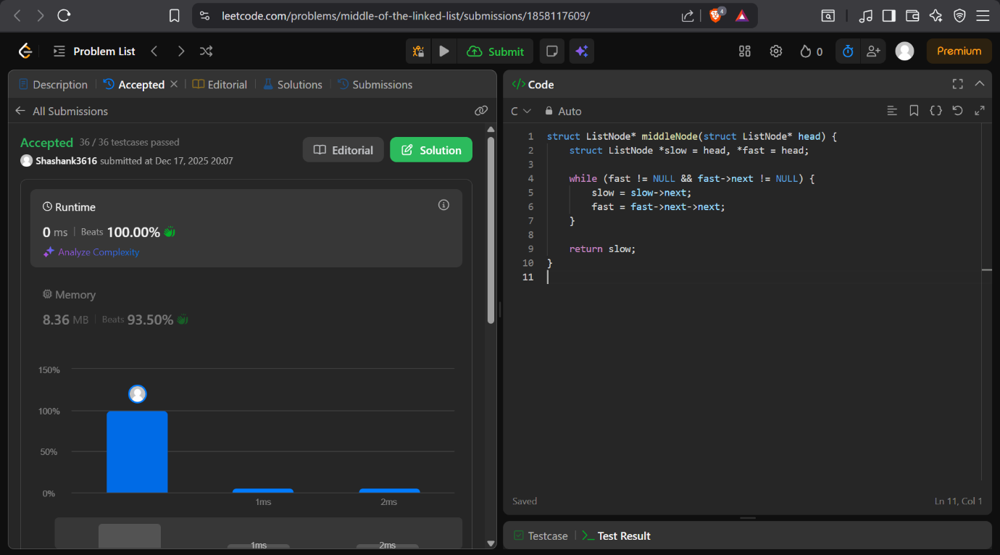 leetcode.com/problems/middle-of-the-linked-list/submissions/1858117609/
4
Problem List
Submit
0
Premium
Description
Accepted
Editorial
Solutions
Submissions
All Submissions
Accepted 36 / 36 testcases passed
Shashank3616 submitted at Dec 17, 2025 20:07
Editorial
Solution
Runtime
0 ms Beats 100.00%
Analyze Complexity
Memory
8.36 MB Beats 93.50%
150%
100%
50%
0%
1ms 2ms
1ms 2ms
</> Code
C Auto
1 struct ListNode* middleNode(struct ListNode* head) {
2 struct ListNode *slow = head, *fast = head;
3
4 while (fast != NULL && fast->next != NULL) {
5 slow = slow->next;
6 fast = fast->next->next;
7 }
8
9 return slow;
10 }
11
Saved Ln 11, Col 1
Testcase
Test Result